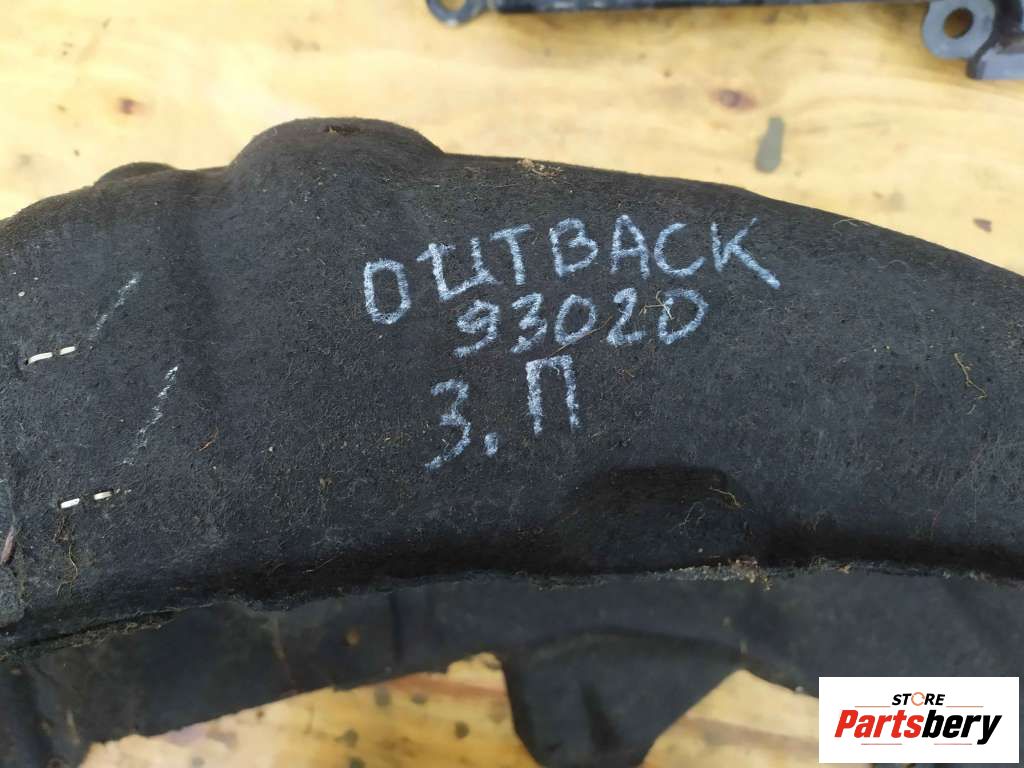 OUTBACK
93020
З.П
STORE
Partsbery